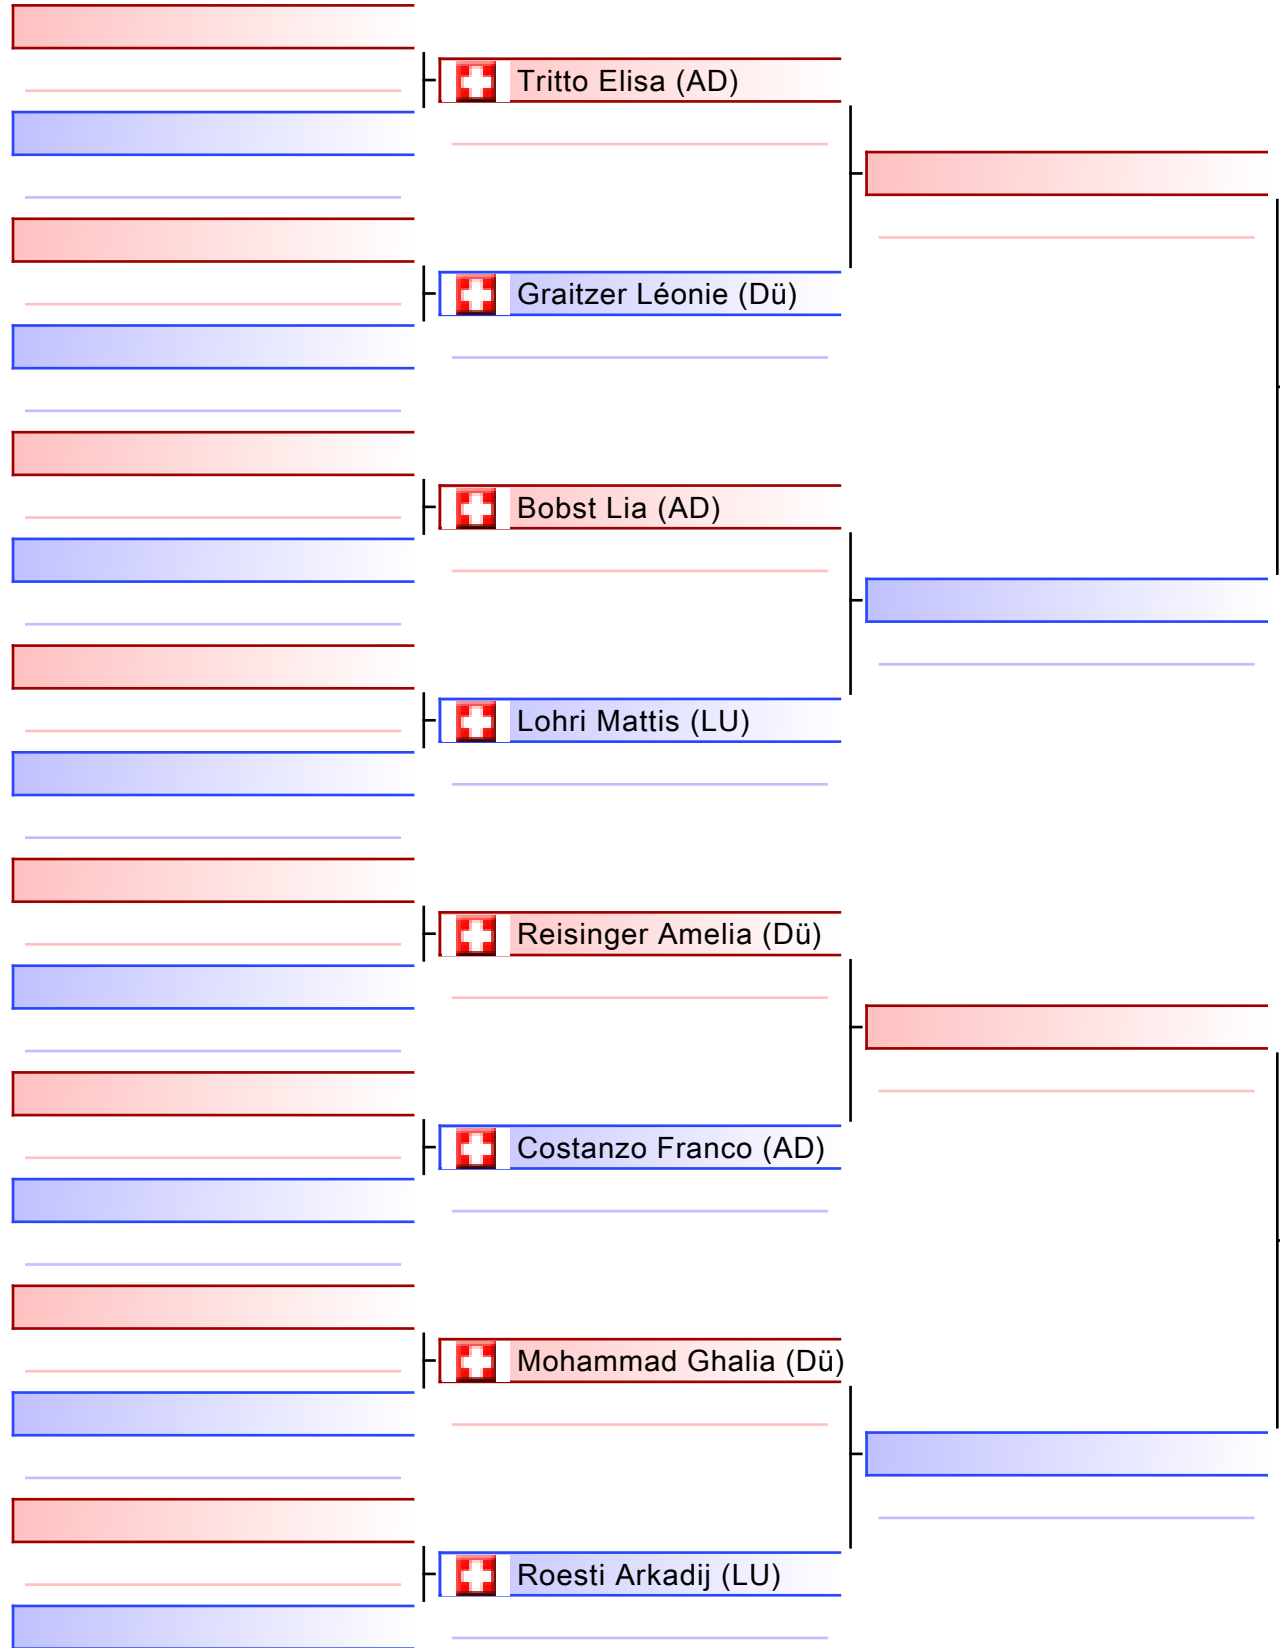 Tritto Elisa (AD)
Graitzer Léonie (Dü)
Bobst Lia (AD)
Lohri Mattis (LU)
Reisinger Amelia (Dü)
Costanzo Franco (AD)
Mohammad Ghalia (Dü)
Roesti Arkadij (LU)